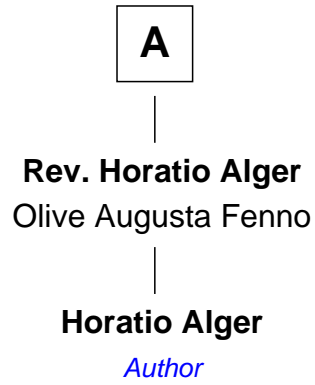 A
Rev. Horatio Alger
Olive Augusta Fenno
Horatio Alger
Author